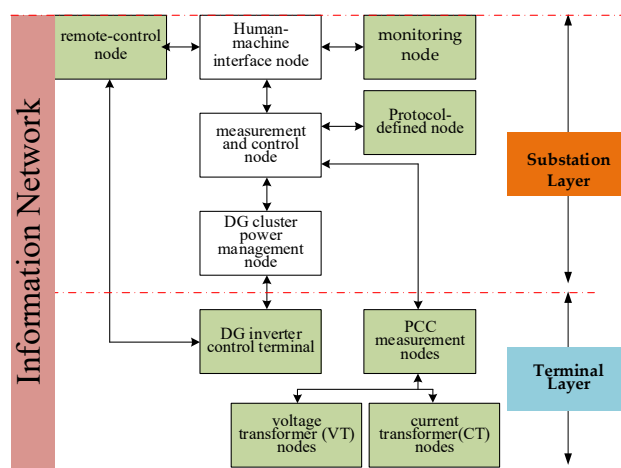 Information Network
remote-control
node
Human-
machine
interface node
monitoring
node
Protocol-
defined node
measurement
and control
node
Substation
Layer
DG cluster
power
management
node
DG inverter
control terminal
PCC
measurement
nodes
Terminal
Layer
voltage
transformer (VT)
nodes
current
transformer(CT)
nodes